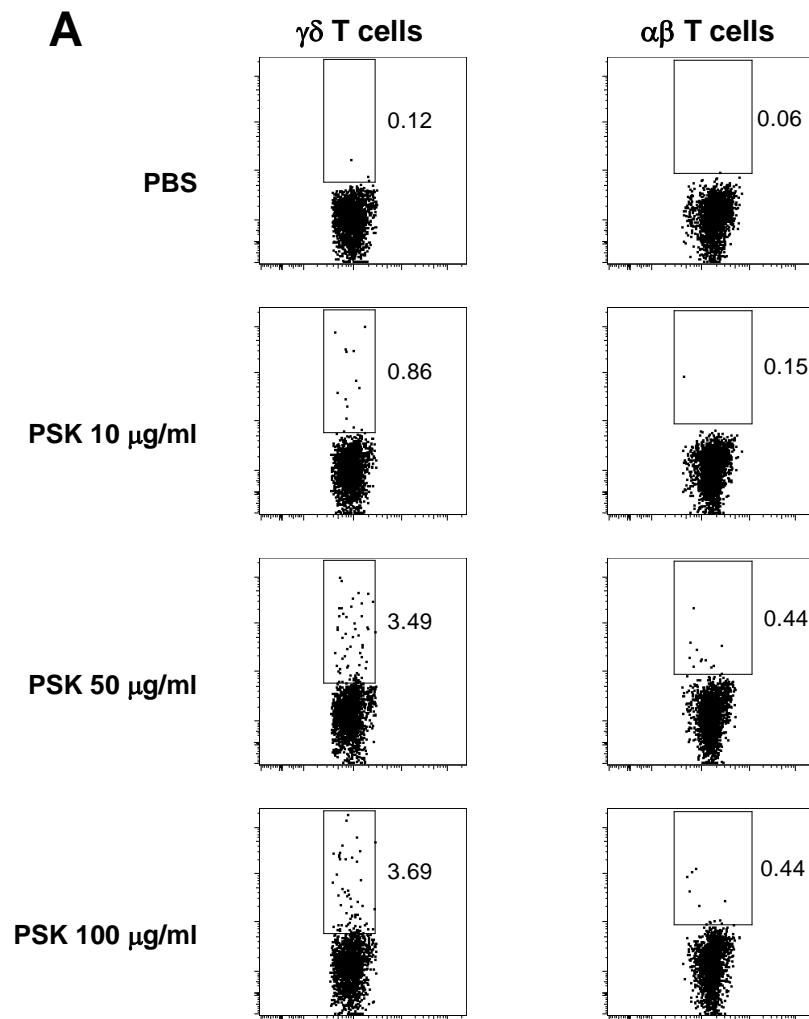 A
γδ T cells αβ T cells
PBS 0.12 0.06
PSK 10 μg/ml 0.86 0.15
PSK 50 μg/ml 3.49 0.44
PSK 100 μg/ml 3.69 0.44